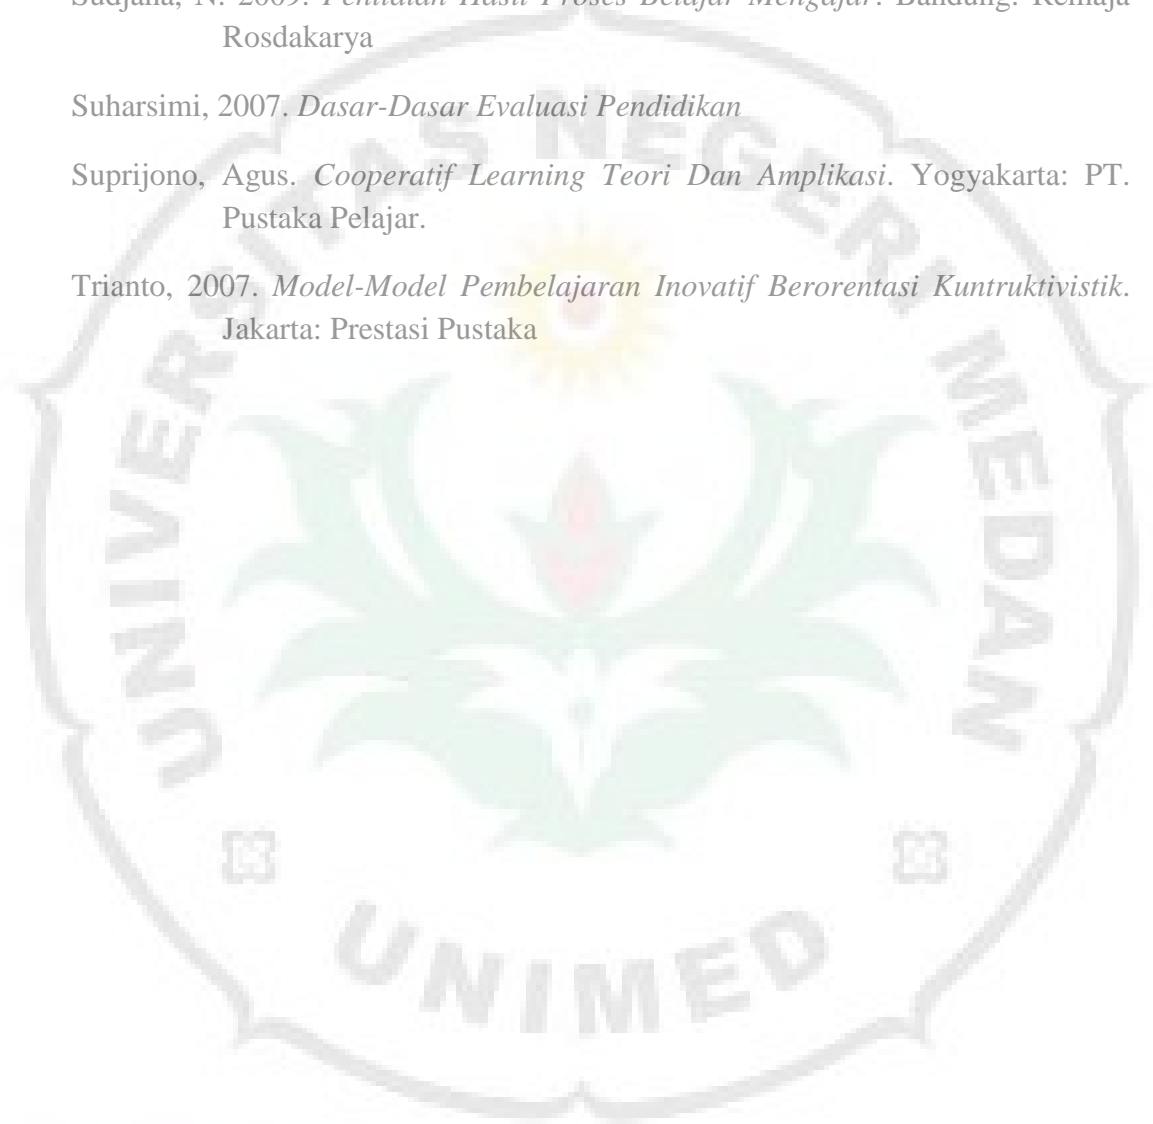 Sudjana, N. 2009. Penilaian Hasil Proses Belajar Mengajar. Bandung: Remaja
Rosdakarya
Suharsimi, 2007. Dasar-Dasar Evaluasi Pendidikan
Suprijono, Agus. Cooperatif Learning Teori Dan Amplikasi. Yogyakarta: PT.
Pustaka Pelajar.
Trianto, 2007. Model-Model Pembelajaran Inovatif Berorentasi Kuntruktivistik.
Jakarta: Prestasi Pustaka
UNIVERSITAS NEGERI MEDAN
UNIMED